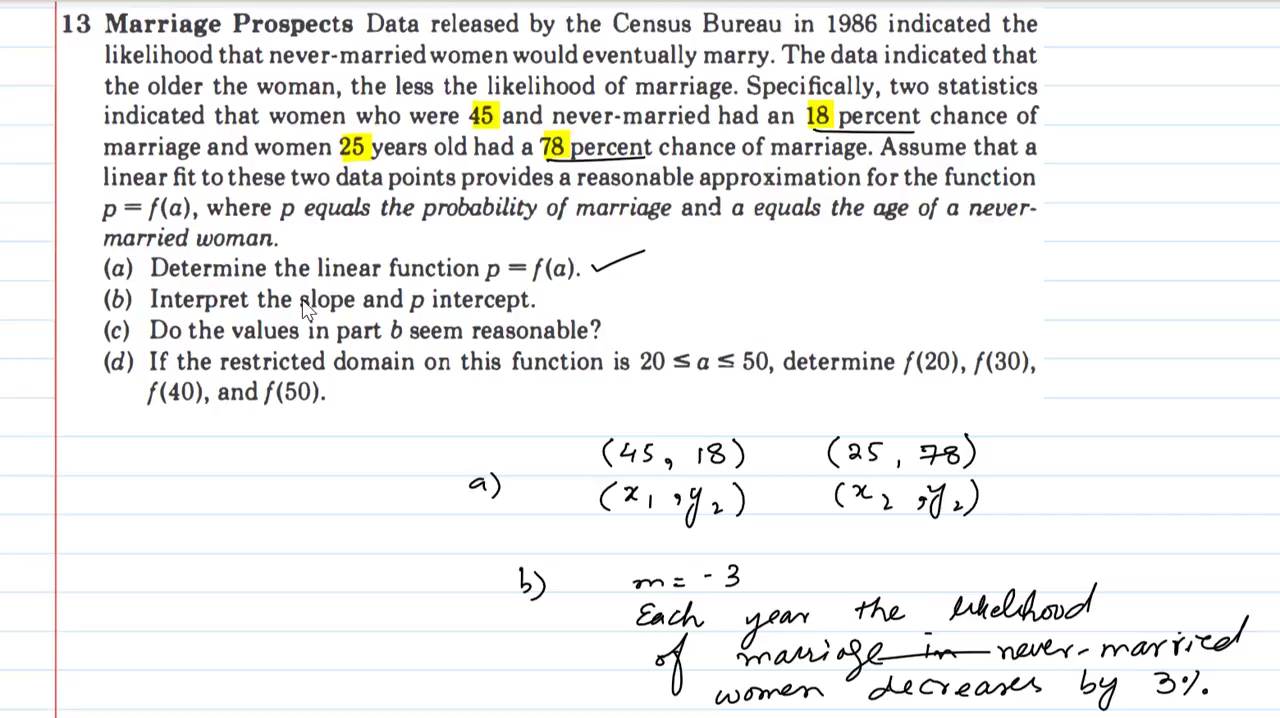 13 Marriage Prospects Data released by the Census Bureau in 1986 indicated the
likelihood that never-married women would eventually marry. The data indicated that
the older the woman, the less the likelihood of marriage. Specifically, two statistics
indicated that women who were 45 and never-married had an 18 percent chance of
marriage and women 25 years old had a 78 percent chance of marriage. Assume that a
linear fit to these two data points provides a reasonable approximation for the function
p = f(a), where p equals the probability of marriage and a equals the age of a never-
married woman.
(a) Determine the linear function p = f(a).
(b) Interpret the slope and p intercept.
(c) Do the values in part b seem reasonable?
(d) If the restricted domain on this function is 20 ≤ a ≤ 50, determine f(20), f(30),
f(40), and f(50).
(45, 18) (25, 78)
a) (x₁, y₂) (x₂, y₂)
b) m = -3
Each year the likelihood
of marriage in never-married
women decreases by 3%.